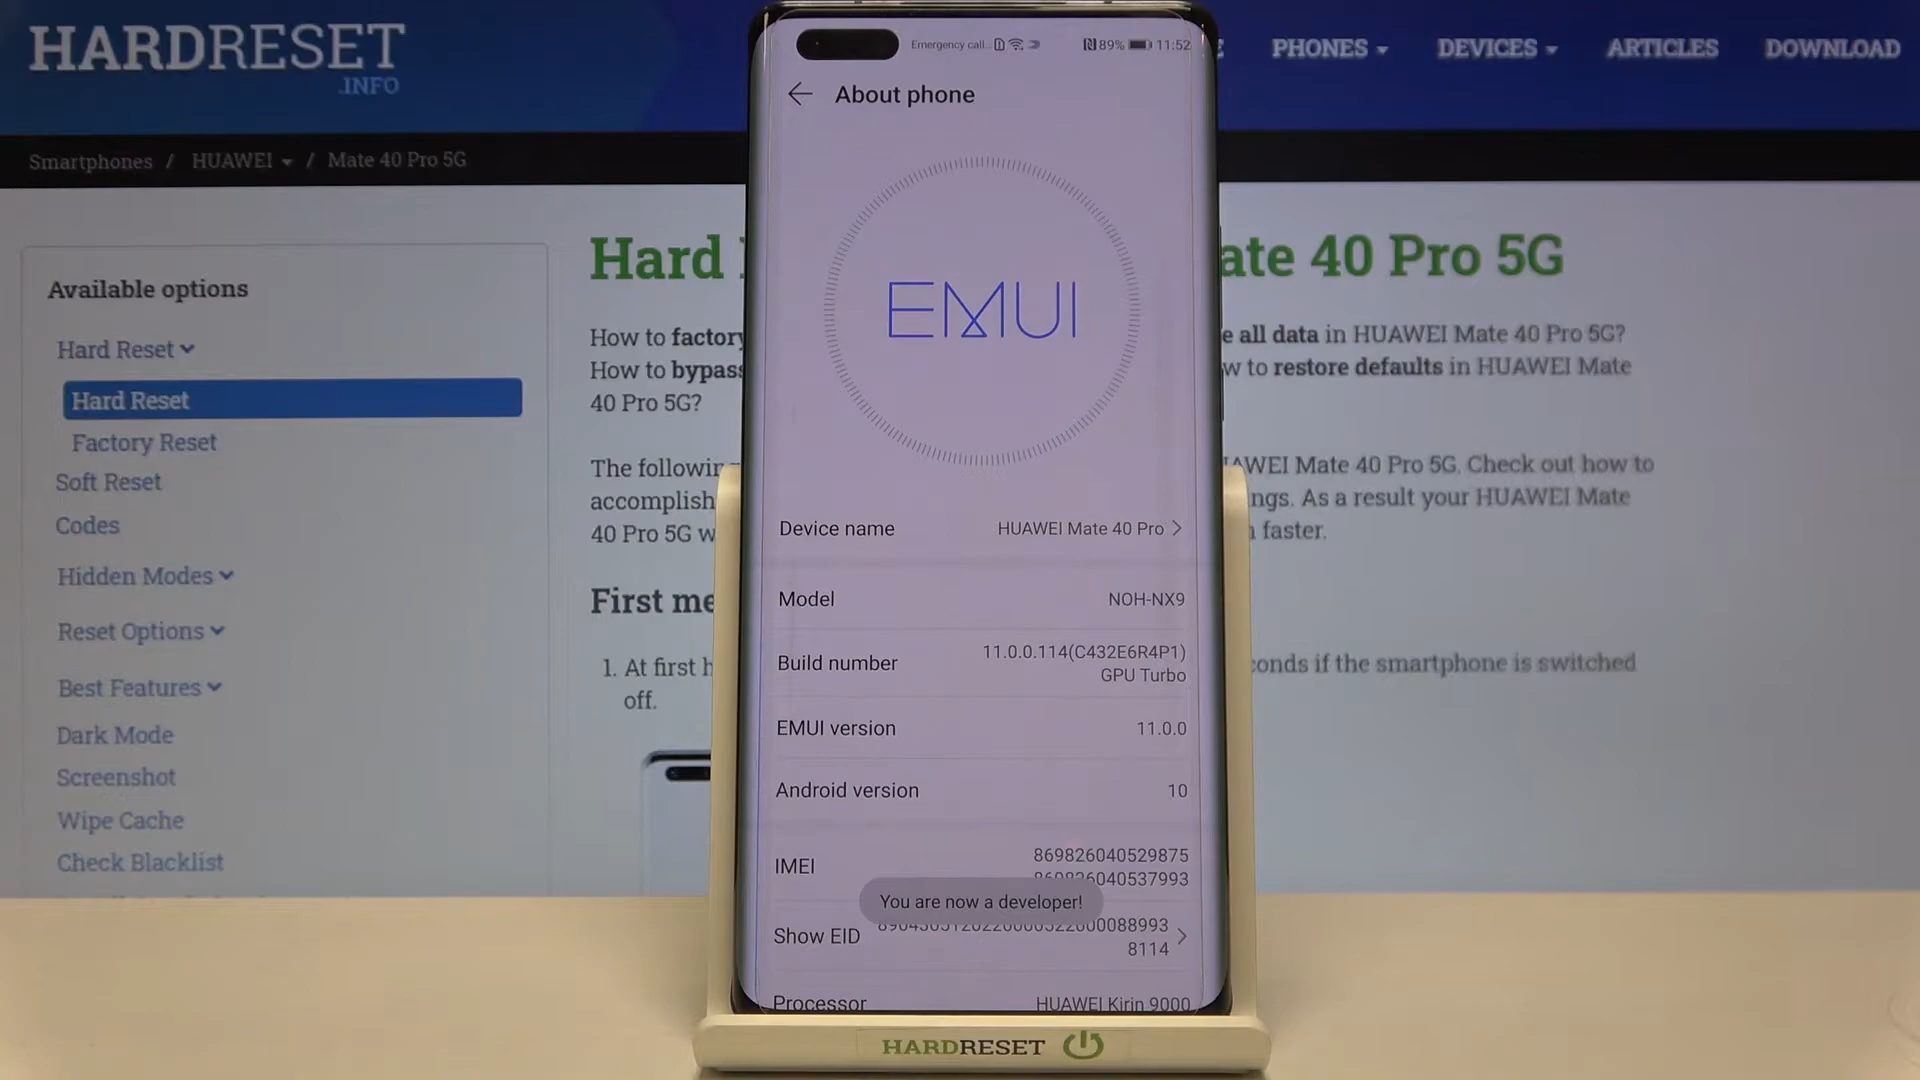 HARDRESET
.INFO
PHONES
DEVICES
ARTICLES
DOWNLOAD
Smartphones / HUAWEI / Mate 40 Pro 5G
Available options
Hard Reset
Hard Reset
Factory Reset
Soft Reset
Codes
Hidden Modes
Reset Options
Best Features
Dark Mode
Screenshot
Wipe Cache
Check Blacklist
Hard
ate 40 Pro 5G
How to factory
e all data in HUAWEI Mate 40 Pro 5G?
How to bypass
w to restore defaults in HUAWEI Mate
40 Pro 5G?
The followin
AWEI Mate 40 Pro 5G. Check out how to
accomplish
ngs. As a result your HUAWEI Mate
40 Pro 5G w
faster.
First me
1. At first h
conds if the smartphone is switched
off.
Emergency call...
89% 11:52
About phone
EMUI
Device name HUAWEI Mate 40 Pro
Model NOH-NX9
Build number 11.0.0.114(C432E6R4P1)
GPU Turbo
EMUI version 11.0.0
Android version 10
IMEI 869826040529875
869826040537993
You are now a developer!
Show EID
8114
Processor HUAWEI Kirin 9000
HARDRESET